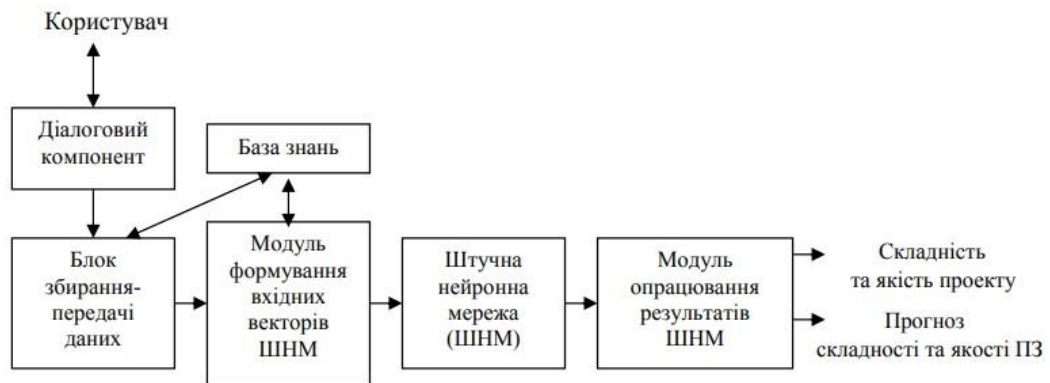 Користувач
Діалоговий
компонент
База знань
Блок
збирання-
передачі
даних
Модуль
формування
вхідних
векторів
ШНМ
Штучна
нейронна
мережа
(ШНМ)
Модуль
опрацювання
результатів
ШНМ
Складність
та якість проекту
Прогноз
складності та якості ПЗ